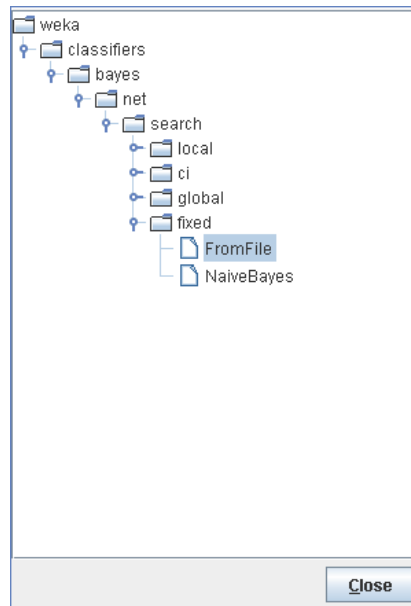 weka
classifiers
bayes
net
search
local
ci
global
fixed
FromFile
NaiveBayes
Close